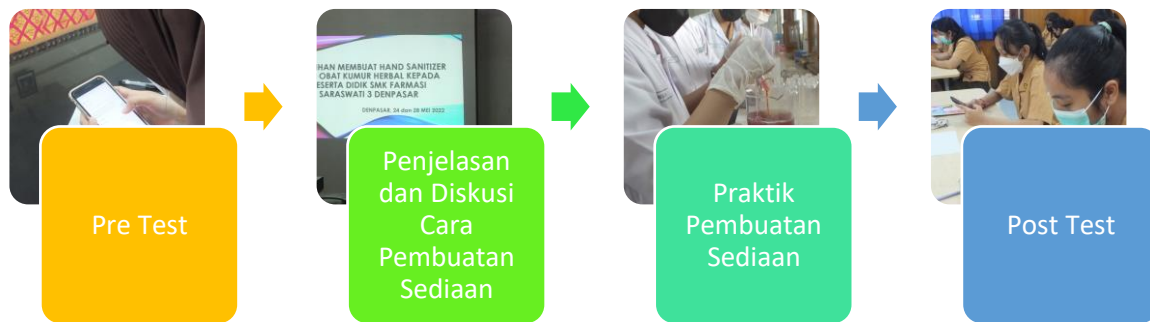 HAN MEMBUAT HAND SANITIZER
OBAT KUMUR HERBAL KEPADA
ESERTA DIDIK SMK FARMASI
SARASWATI 3 DENPASAR
DENPASAR, 24 dan 28 MEI 2022
Pre Test
Penjelasan
dan Diskusi
Cara
Pembuatan
Sediaan
Praktik
Pembuatan
Sediaan
Post Test